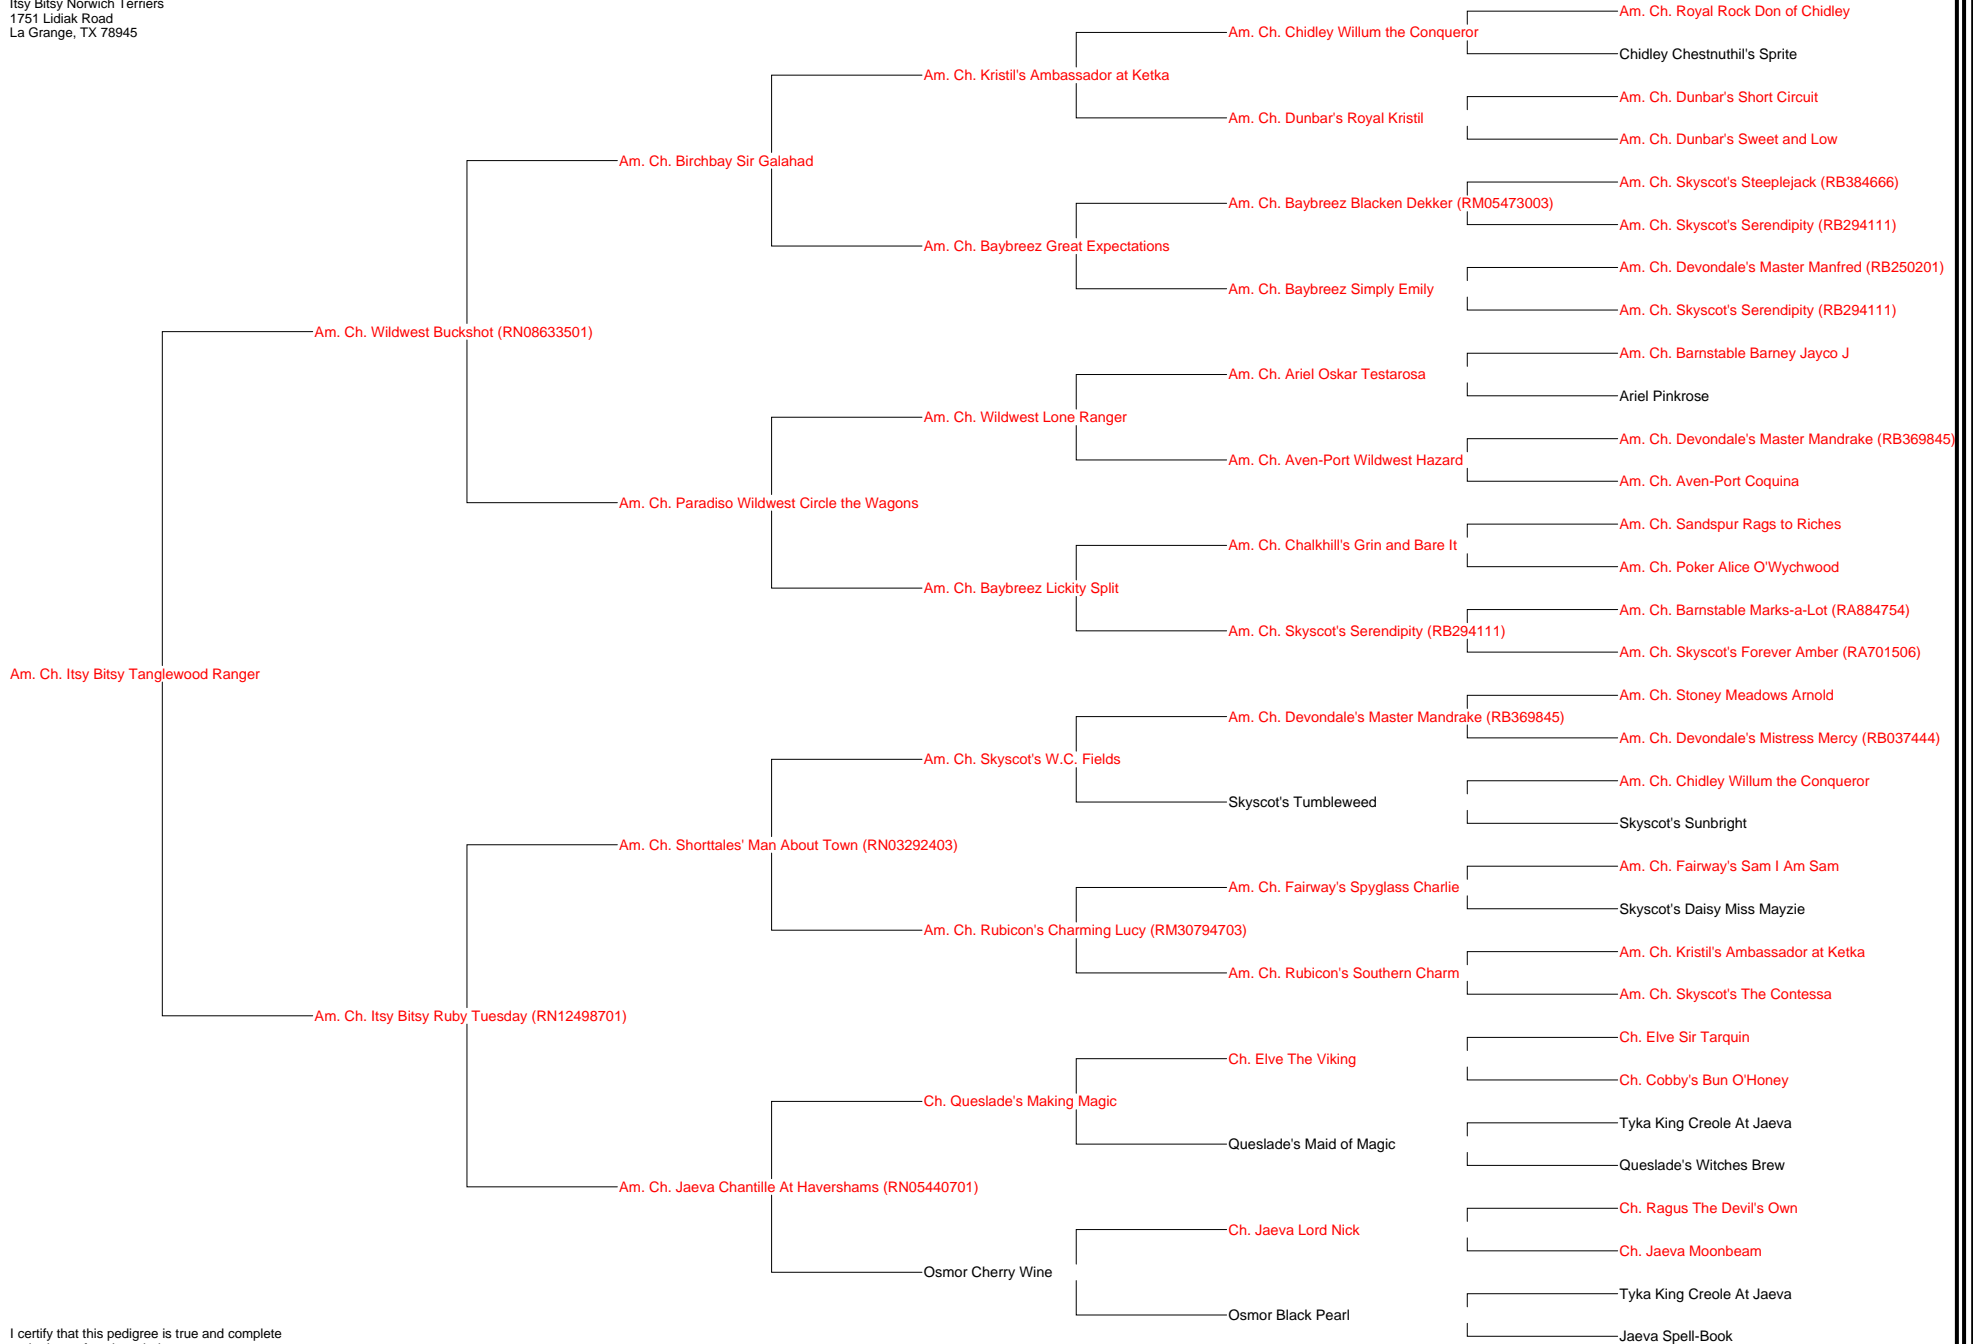 Itsy Bitsy Norwich Terriers
1751 Lidiak Road
La Grange, TX 78945
Am. Ch. Royal Rock Don of Chidley
Am. Ch. Chidley Willum the Conqueror
Chidley Chestnuthil's Sprite
Am. Ch. Kristil's Ambassador at Ketka
Am. Ch. Dunbar's Short Circuit
Am. Ch. Dunbar's Royal Kristil
Am. Ch. Dunbar's Sweet and Low
Am. Ch. Birchbay Sir Galahad
Am. Ch. Skyscot's Steeplejack (RB384666)
Am. Ch. Baybreez Blacken Dekker (RM05473003)
Am. Ch. Skyscot's Serendipity (RB294111)
Am. Ch. Baybreez Great Expectations
Am. Ch. Devondale's Master Manfred (RB250201)
Am. Ch. Baybreez Simply Emily
Am. Ch. Skyscot's Serendipity (RB294111)
Am. Ch. Wildwest Buckshot (RN08633501)
Am. Ch. Barnstable Barney Jayco J
Am. Ch. Ariel Oskar Testarosa
Ariel Pinkrose
Am. Ch. Wildwest Lone Ranger
Am. Ch. Devondale's Master Mandrake (RB369845)
Am. Ch. Aven-Port Wildwest Hazard
Am. Ch. Aven-Port Coquina
Am. Ch. Paradiso Wildwest Circle the Wagons
Am. Ch. Sandspur Rags to Riches
Am. Ch. Chalkhill's Grin and Bare It
Am. Ch. Poker Alice O'Wychwood
Am. Ch. Baybreez Lickity Split
Am. Ch. Barnstable Marks-a-Lot (RA884754)
Am. Ch. Skyscot's Serendipity (RB294111)
Am. Ch. Skyscot's Forever Amber (RA701506)
Am. Ch. Itsy Bitsy Tanglewood Ranger
Am. Ch. Stoney Meadows Arnold
Am. Ch. Devondale's Master Mandrake (RB369845)
Am. Ch. Devondale's Mistress Mercy (RB037444)
Am. Ch. Skyscot's W.C. Fields
Am. Ch. Chidley Willum the Conqueror
Skyscot's Tumbleweed
Skyscot's Sunbright
Am. Ch. Shorttales' Man About Town (RN03292403)
Am. Ch. Fairway's Sam I Am Sam
Am. Ch. Fairway's Spyglass Charlie
Skyscot's Daisy Miss Mayzie
Am. Ch. Rubicon's Charming Lucy (RM30794703)
Am. Ch. Kristil's Ambassador at Ketka
Am. Ch. Rubicon's Southern Charm
Am. Ch. Skyscot's The Contessa
Am. Ch. Itsy Bitsy Ruby Tuesday (RN12498701)
Ch. Elve Sir Tarquin
Ch. Elve The Viking
Ch. Cobby's Bun O'Honey
Ch. Queslade's Making Magic
Tyka King Creole At Jaeva
Queslade's Maid of Magic
Queslade's Witches Brew
Am. Ch. Jaeva Chantille At Havershams (RN05440701)
Ch. Ragus The Devil's Own
Ch. Jaeva Lord Nick
Ch. Jaeva Moonbeam
Osmor Cherry Wine
Tyka King Creole At Jaeva
Osmor Black Pearl
Jaeva Spell-Book
I certify that this pedigree is true and complete